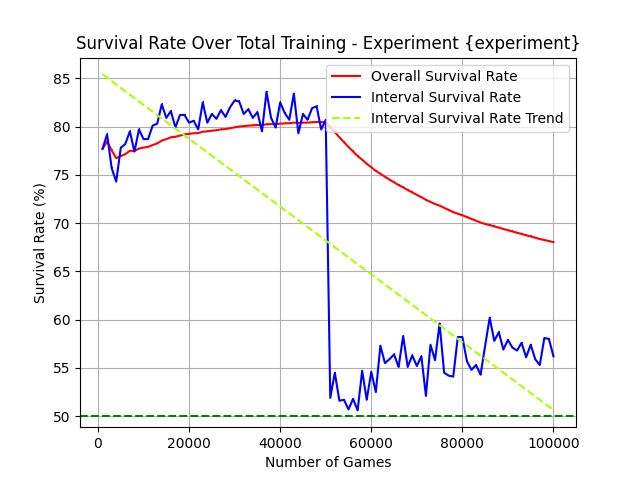 Survival Rate Over Total Training - Experiment {experiment}
Overall Survival Rate
Interval Survival Rate
Interval Survival Rate Trend
Survival Rate (%)
85
80
75
70
65
60
55
50
0 20000 40000 60000 80000 100000
Number of Games